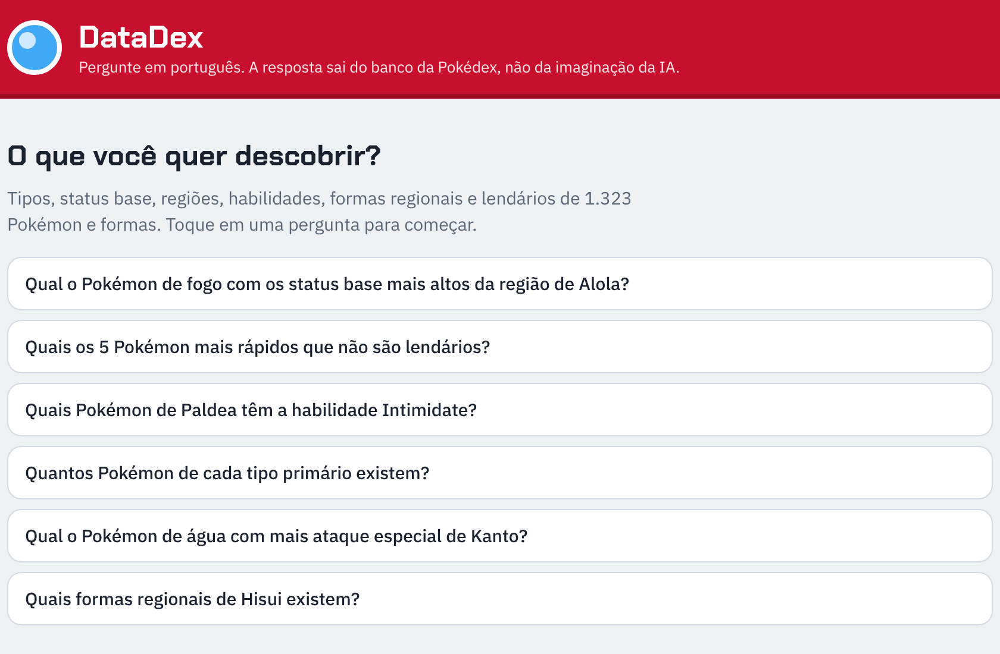 DataDex
Pergunte em português. A resposta sai do banco da Pokédex, não da imaginação da IA.
O que você quer descobrir?
Tipos, status base, regiões, habilidades, formas regionais e lendários de 1.323
Pokémon e formas. Toque em uma pergunta para começar.
Qual o Pokémon de fogo com os status base mais altos da região de Alola?
Quais os 5 Pokémon mais rápidos que não são lendários?
Quais Pokémon de Paldea têm a habilidade Intimidate?
Quantos Pokémon de cada tipo primário existem?
Qual o Pokémon de água com mais ataque especial de Kanto?
Quais formas regionais de Hisui existem?